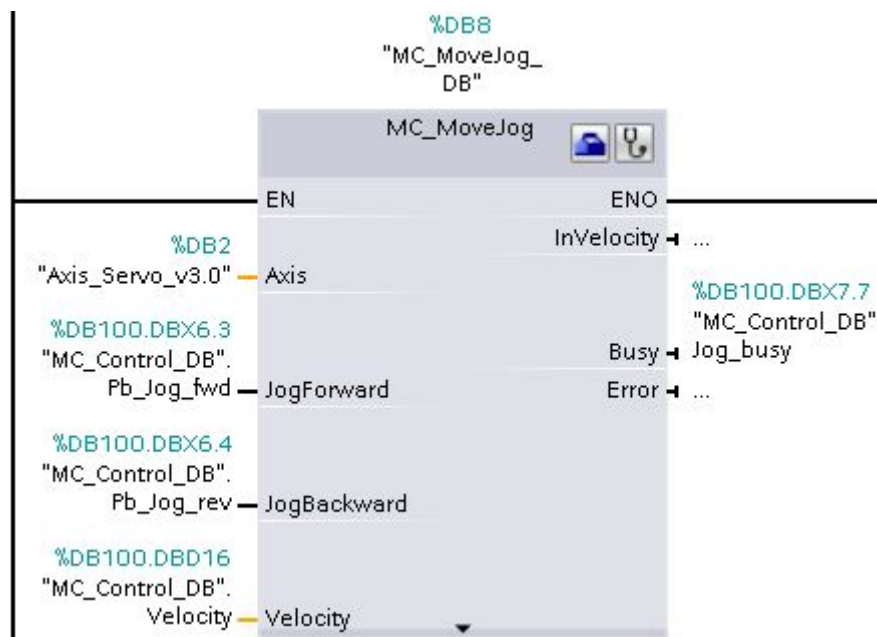 %DB8
"MC_MoveJog_
DB"
MC_MoveJog
EN
ENO
InVelocity
...
%DB2
"Axis_Servo_v3.0"
Axis
%DB100.DBX7.7
"MC_Control_DB".
Jog_busy
Busy
Error
...
%DB100.DBX6.3
"MC_Control_DB".
Pb_Jog_fwd
JogForward
%DB100.DBX6.4
"MC_Control_DB".
Pb_Jog_rev
JogBackward
%DB100.DBD16
"MC_Control_DB".
Velocity
Velocity